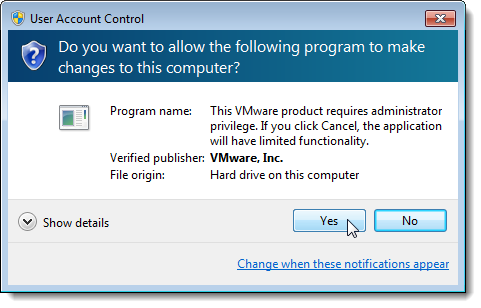 User Account Control
Do you want to allow the following program to make
changes to this computer?
Program name: This VMware product requires administrator
privilege. If you click Cancel, the application
will have limited functionality.
Verified publisher: VMware, Inc.
File origin: Hard drive on this computer
Show details Yes No
Change when these notifications appear